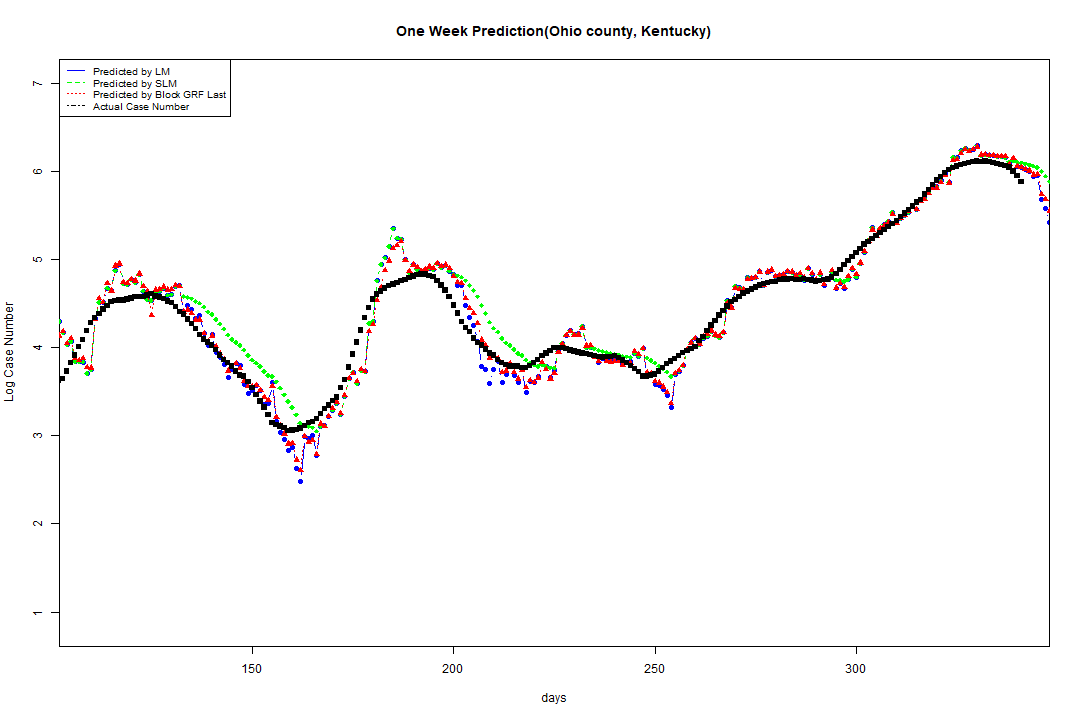 One Week Prediction(Ohio county, Kentucky)
Predicted by LM
Predicted by SLM
Predicted by Block GRF Last
Actual Case Number
7
6
5
4
3
2
1
Log Case Number
150 200 250 300
days